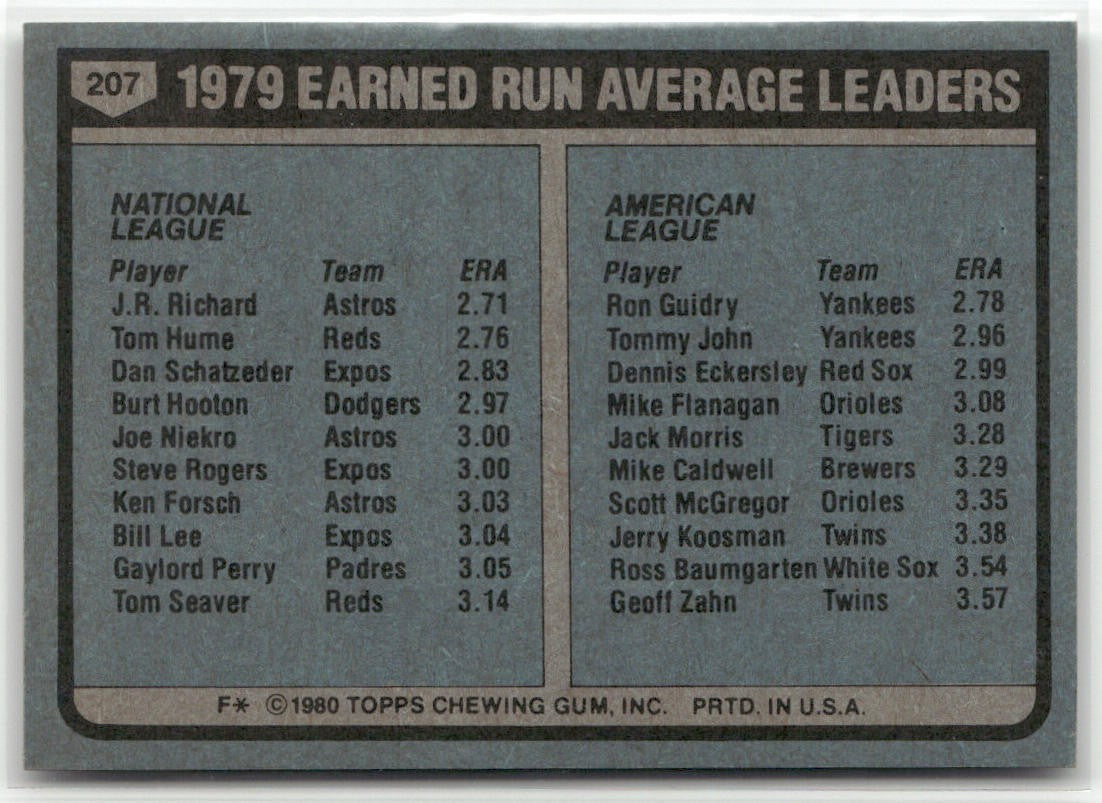 207 1979 EARNED RUN AVERAGE LEADERS
NATIONAL
LEAGUE
Player Team ERA
J.R. Richard Astros 2.71
Tom Hume Reds 2.76
Dan Schatzeder Expos 2.83
Burt Hooton Dodgers 2.97
Joe Niekro Astros 3.00
Steve Rogers Expos 3.00
Ken Forsch Astros 3.03
Bill Lee Expos 3.04
Gaylord Perry Padres 3.05
Tom Seaver Reds 3.14
AMERICAN
LEAGUE
Player Team ERA
Ron Guidry Yankees 2.78
Tommy John Yankees 2.96
Dennis Eckersley Red Sox 2.99
Mike Flanagan Orioles 3.08
Jack Morris Tigers 3.28
Mike Caldwell Brewers 3.29
Scott McGregor Orioles 3.35
Jerry Koosman Twins 3.38
Ross Baumgarten White Sox 3.54
Geoff Zahn Twins 3.57
F* ©1980 TOPPS CHEWING GUM, INC. PRTD. IN U.S.A.